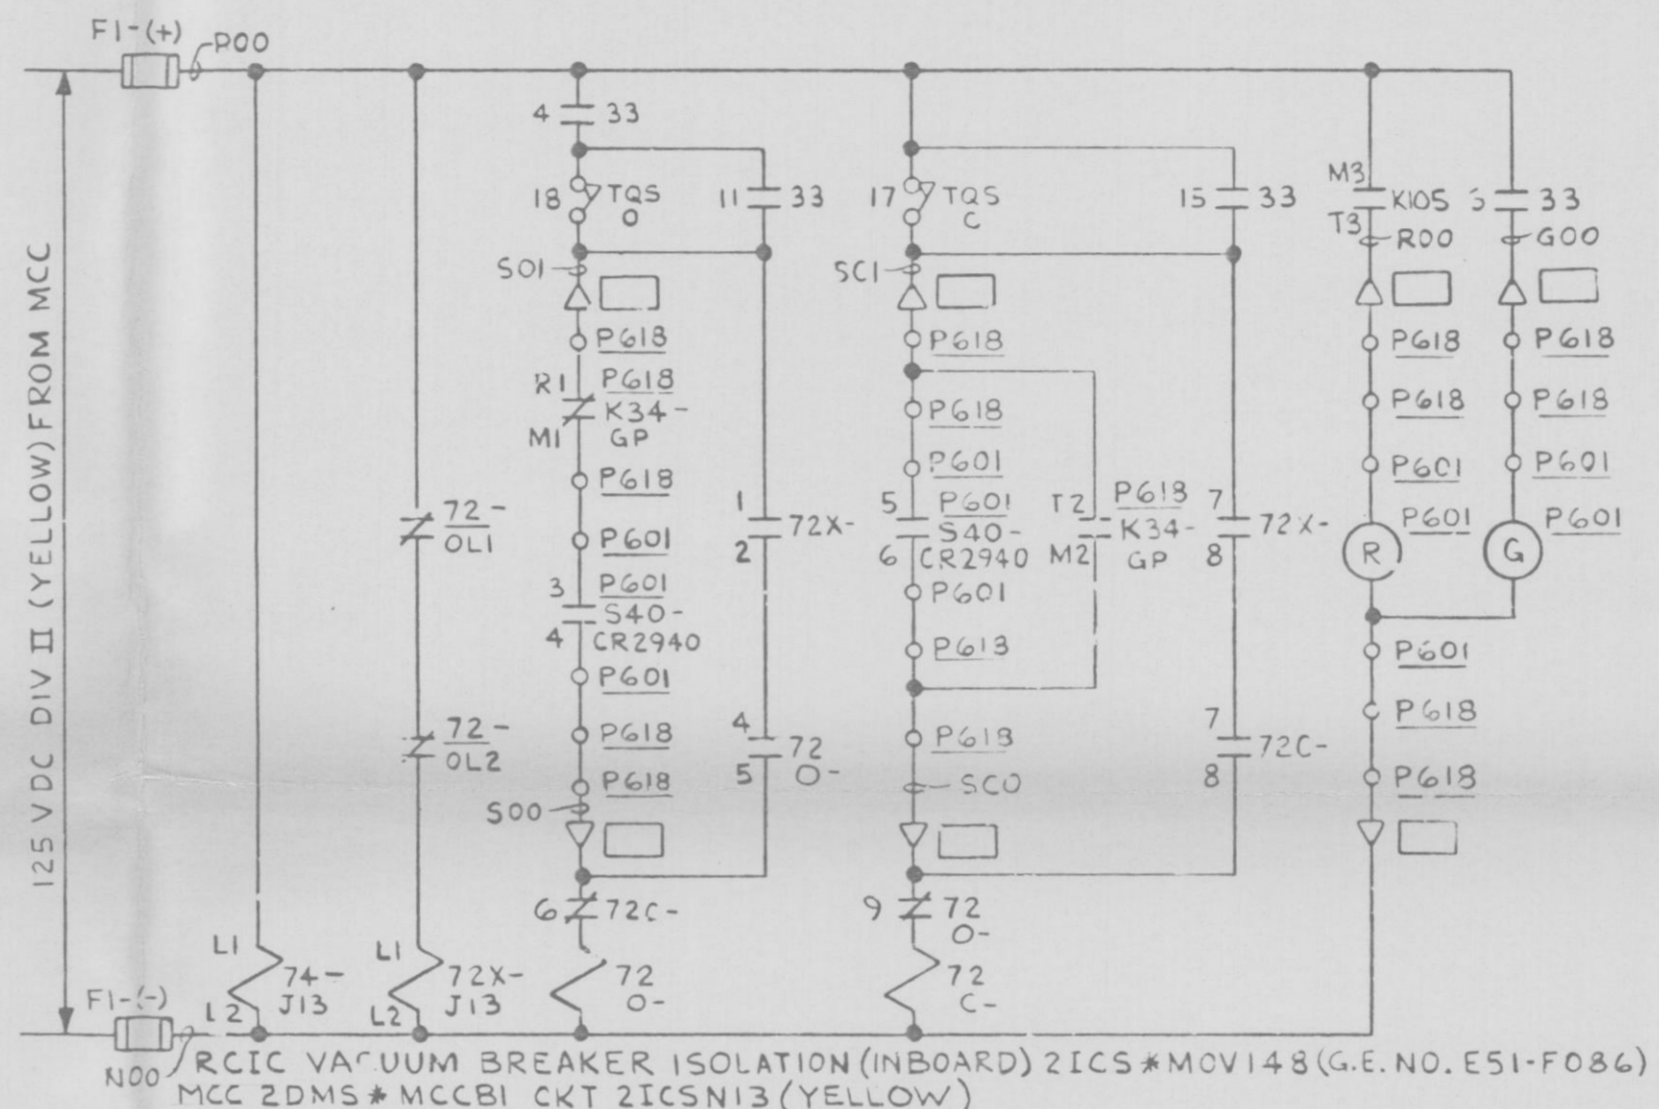 F1-(+)
R00
4 33
18 TQS
O
11 33
17 TQS
C
15 33
M3
K105
T3
R00
33
G00
125 VDC DIV II (YELLOW) FROM MCC
S01
SC1
P618
P618
P618
P618
R1 P618
K34-
M1 GP
P618
P618
P618
P618
P601
P601
P601
72-
OL1
1
72X-
2
P601
5 P601
S40-
6 CR2940
T2 P618
K34-
M2 GP
7
72X-
8
P601
R
P601
G
3 P601
S40-
4 CR2940
P601
P601
P613
P601
72-
OL2
P618
4
72
5 O-
P618
S00
P613
SC0
7
72C-
8
P618
P618
6 72C-
9 72
O-
L1
74-
J13
L2
L1
72X-
J13
L2
72
O-
72
C-
F1-(-)
N00
RCIC VACUUM BREAKER ISOLATION (INBOARD) 2ICS*MOV148 (G.E. NO. E51-F086)
MCC 2DMS*MCCB1 CKT 2ICSN13 (YELLOW)